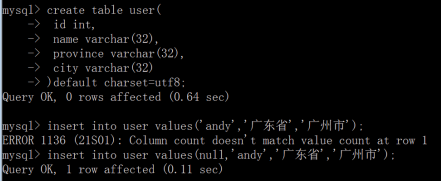 mysql> create table user(
    ->  id int,
    ->  name varchar(32),
    ->  province varchar(32),
    ->  city varchar(32)
    -> )default charset=utf8;
Query OK, 0 rows affected (0.64 sec)

mysql> insert into user values('andy','广东省','广州市');
ERROR 1136 (21S01): Column count doesn't match value count at row 1
mysql> insert into user values(null,'andy','广东省','广州市');
Query OK, 1 row affected (0.11 sec)